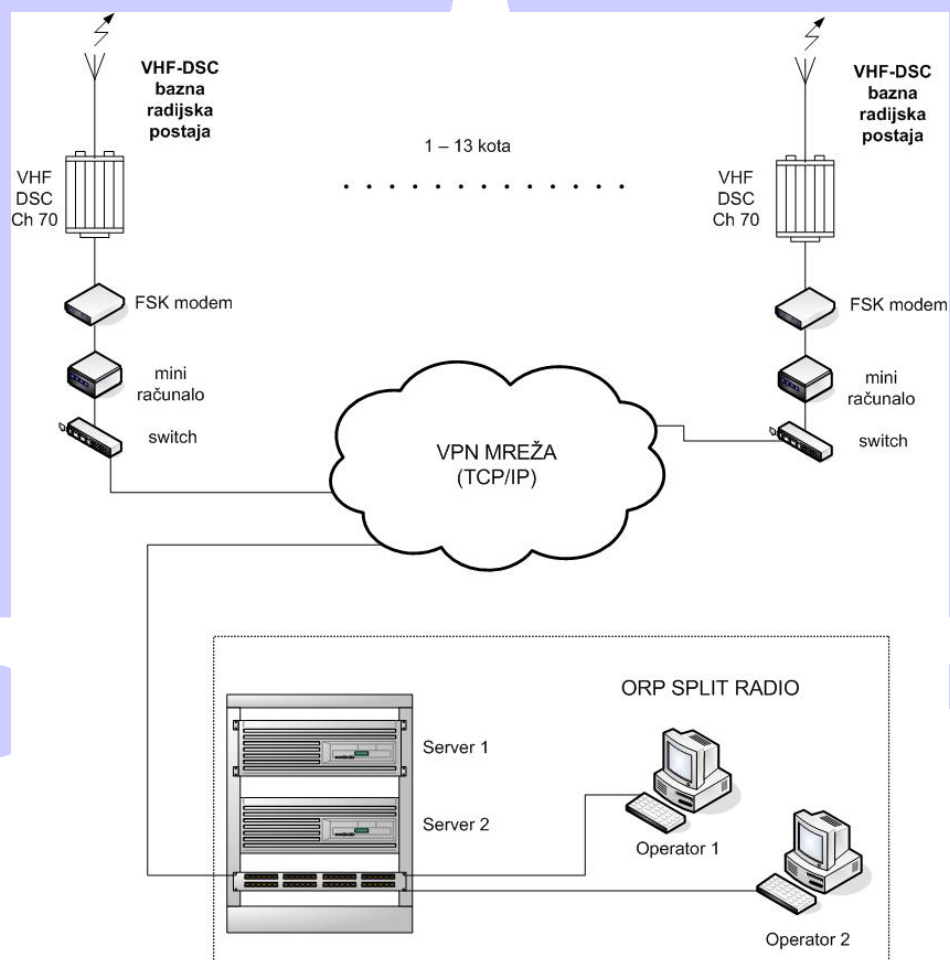 VHF-DSC
bazna
radijska
postaja
VHF
DSC
Ch 70
FSK modem
mini
računalo
switch
1 – 13 kota
VHF-DSC
bazna
radijska
postaja
VHF
DSC
Ch 70
FSK modem
mini
računalo
switch
VPN MREŽA
(TCP/IP)
ORP SPLIT RADIO
Server 1
Server 2
Operator 1
Operator 2